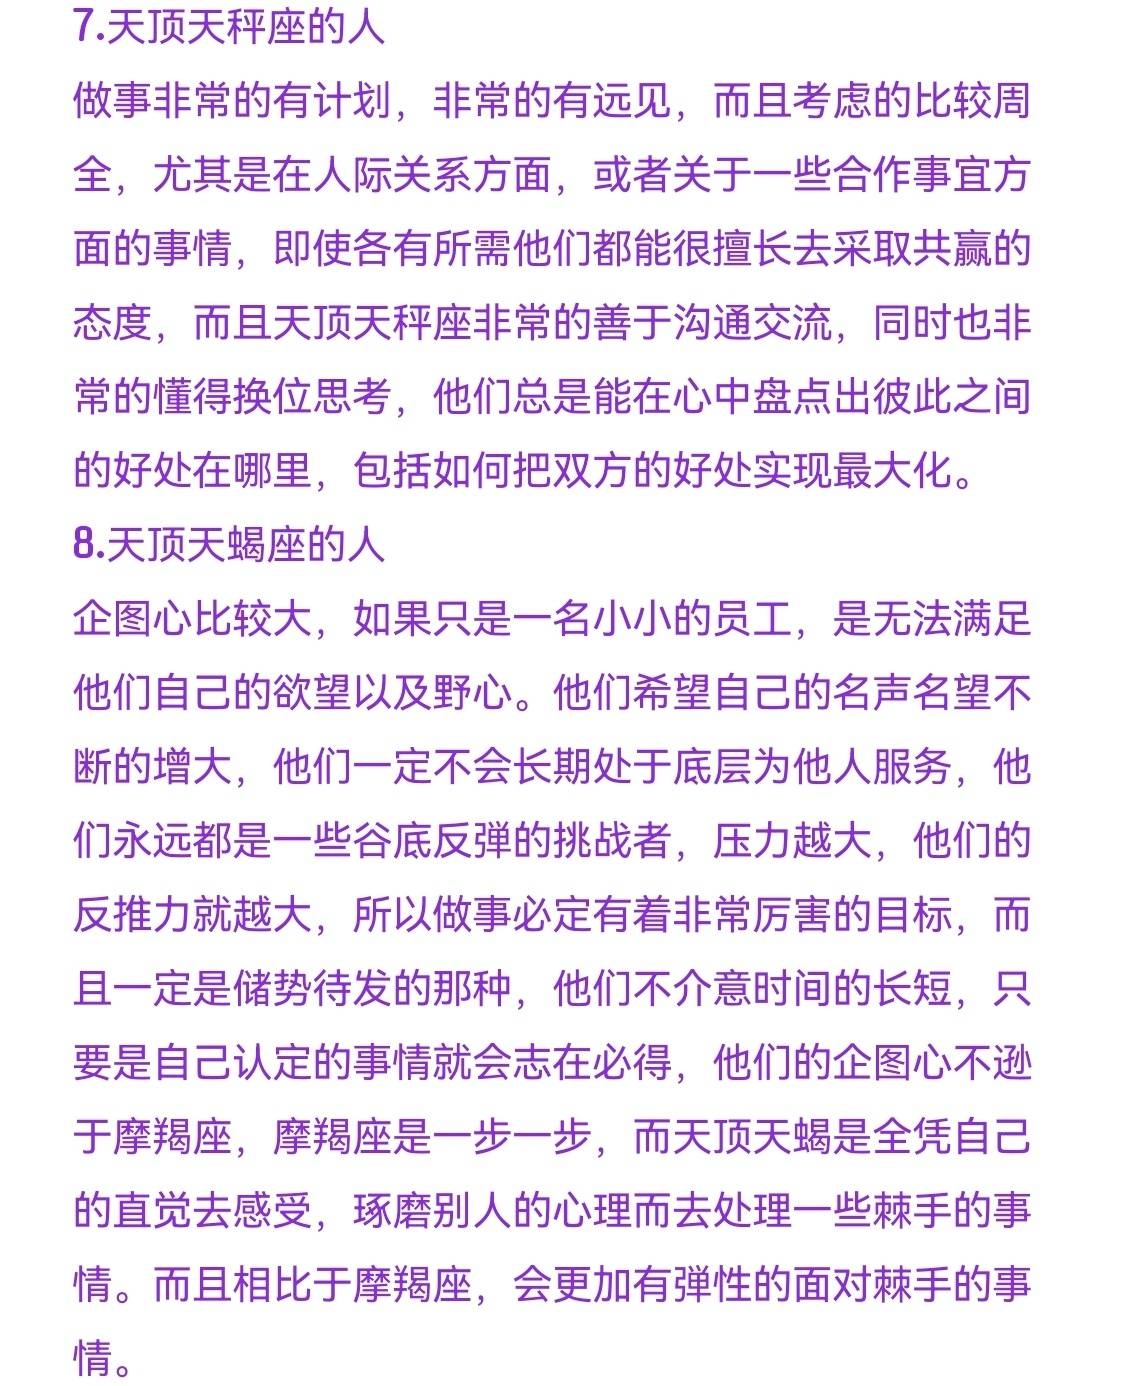 7.天顶天秤座的人
做事非常的有计划，非常的有远见，而且考虑的比较周
全，尤其是在人际关系方面，或者关于一些合作事宜方
面的事情，即使各有所需他们都能很擅长去采取共赢的
态度，而且天顶天秤座非常的善于沟通交流，同时也非
常的懂得换位思考，他们总是能在心中盘点出彼此之间
的好处在哪里，包括如何把双方的好处实现最大化。
8.天顶天蝎座的人
企图心比较大，如果只是一名小小的员工，是无法满足
他们自己的欲望以及野心。他们希望自己的名声名望不
断的增大，他们一定不会长期处于底层为他人服务，他
们永远都是一些谷底反弹的挑战者，压力越大，他们的
反推力就越大，所以做事必定有着非常厉害的目标，而
且一定是储势待发的那种，他们不介意时间的长短，只
要是自己认定的事情就会志在必得，他们的企图心不逊
于摩羯座，摩羯座是一步一步，而天顶天蝎是全凭自己
的直觉去感受，琢磨别人的心理而去处理一些棘手的事
情。而且相比于摩羯座，会更加有弹性的面对棘手的事
情。